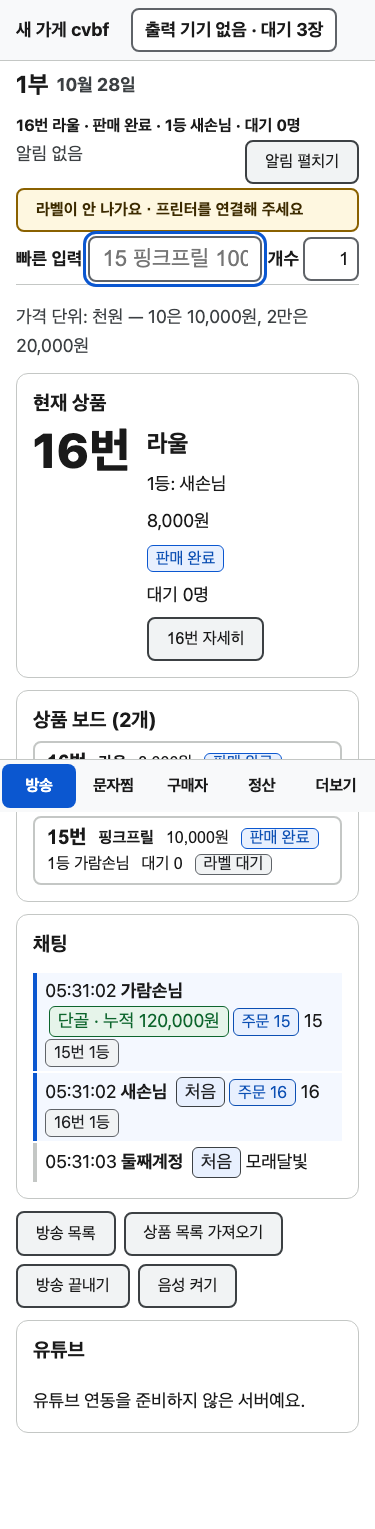 새 가게 cvbf 출력 기기 없음 · 대기 3장
1부 10월 28일
16번 라울 · 판매 완료 · 1등 새손님 · 대기 0명
알림 없음 알림 펼치기
라벨이 안 나가요 · 프린터를 연결해 주세요
빠른 입력 15 핑크프릴 100 개수 1
가격 단위: 천원 — 10은 10,000원, 2만은
20,000원
현재 상품
16번 라울
1등: 새손님
8,000원
판매 완료
대기 0명
16번 자세히
상품 보드 (2개)
방송 문자찜 구매자 정산 더보기
15번 핑크프릴 10,000원 판매 완료
1등 가람손님 대기 0 라벨 대기
채팅
05:31:02 가람손님
단골 · 누적 120,000원 주문 15 15
15번 1등
05:31:02 새손님 처음 주문 16 16
16번 1등
05:31:03 둘째계정 처음 모래달빛
방송 목록 상품 목록 가져오기
방송 끝내기 음성 켜기
유튜브
유튜브 연동을 준비하지 않은 서버예요.